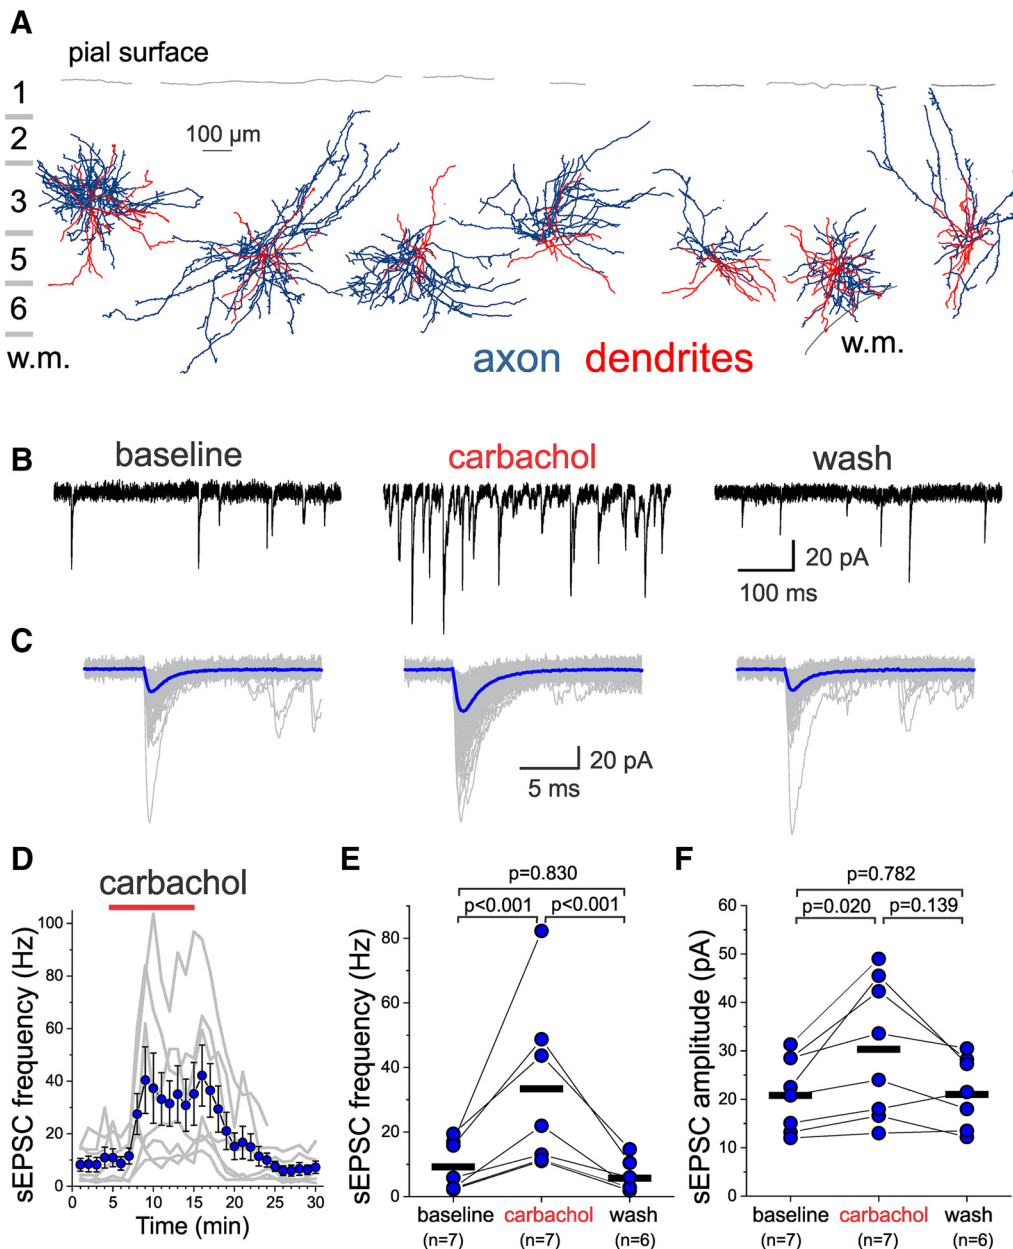 A
pial surface
1
2
3
5
6
w.m.
100 µm
w.m.
axon dendrites
B
baseline
carbachol
wash
20 pA
100 ms
C
20 pA
5 ms
D
carbachol
sEPSC frequency (Hz)
100
80
60
40
20
0
0 5 10 15 20 25 30
Time (min)
E
p=0.830
p<0.001 p<0.001
sEPSC frequency (Hz)
80
60
40
20
0
baseline carbachol wash
(n=7) (n=7) (n=6)
F
p=0.782
p=0.020 p=0.139
sEPSC amplitude (pA)
60
50
40
30
20
10
0
baseline carbachol wash
(n=7) (n=7) (n=6)